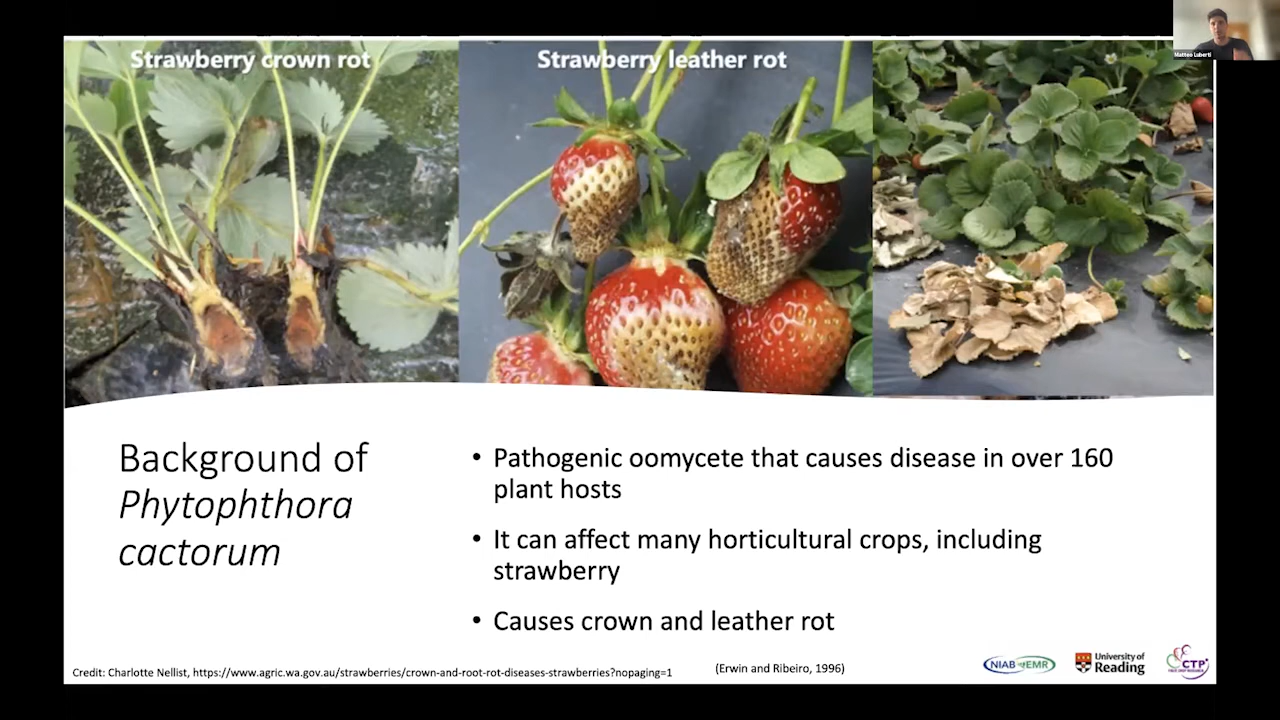 Matteo Luberti
Strawberry crown rot
Strawberry leather rot
Background of
Phytophthora
cactorum
• Pathogenic oomycete that causes disease in over 160
plant hosts
• It can affect many horticultural crops, including
strawberry
• Causes crown and leather rot
Credit: Charlotte Nellist, https://www.agric.wa.gov.au/strawberries/crown-and-root-rot-diseases-strawberries?nopaging=1
(Erwin and Ribeiro, 1996)
NIAB EMR
University of
Reading
CTP